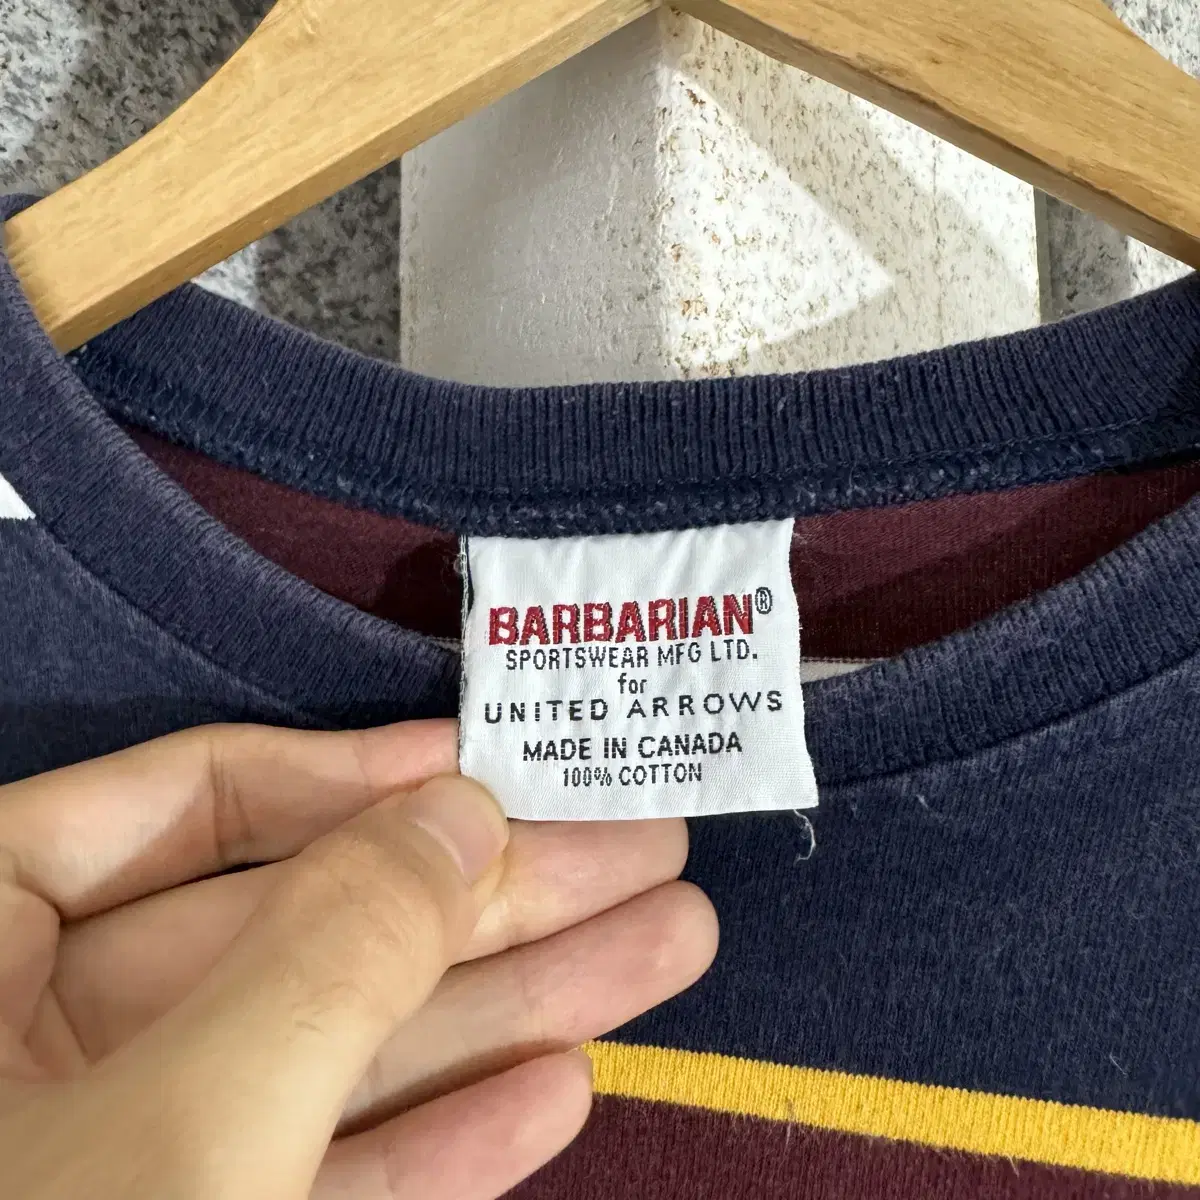 BARBARIAN®
SPORTSWEAR MFG LTD.
for
UNITED ARROWS
MADE IN CANADA
100% COTTON